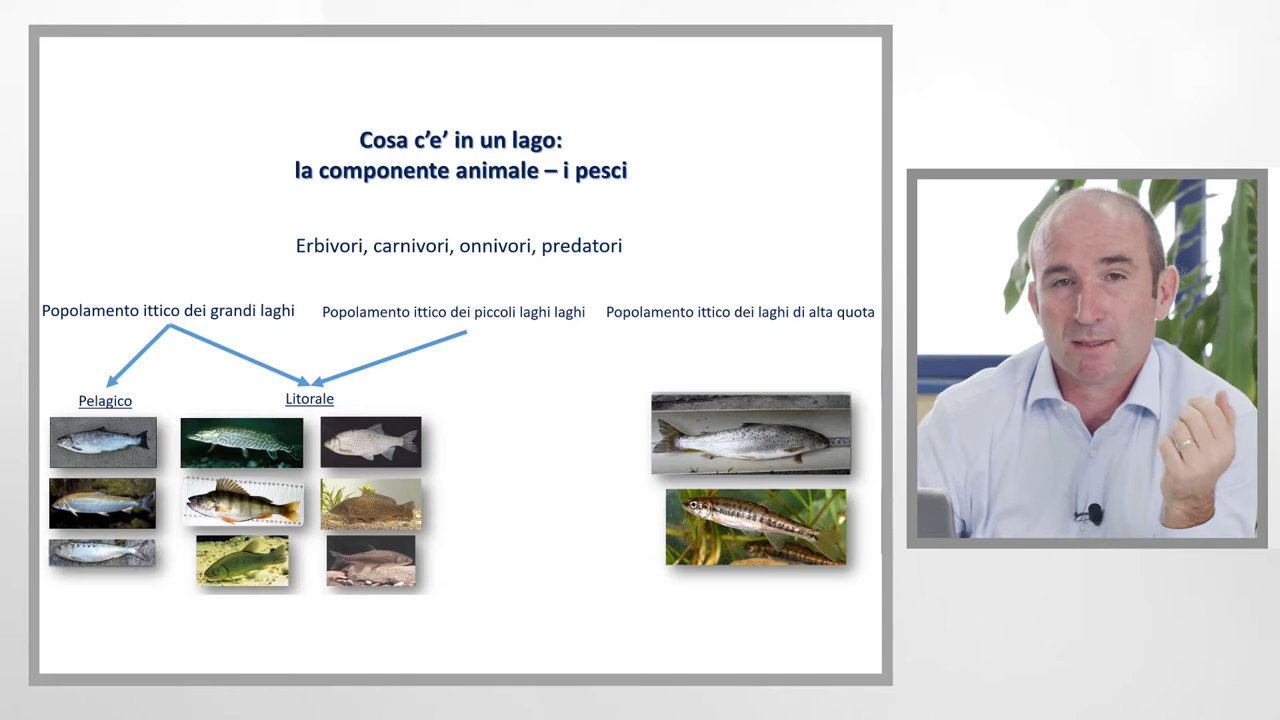 Cosa c'e' in un lago:
la componente animale – i pesci
Erbivori, carnivori, onnivori, predatori
Popolamento ittico dei grandi laghi
Popolamento ittico dei piccoli laghi laghi
Popolamento ittico dei laghi di alta quota
Pelagico
Litorale